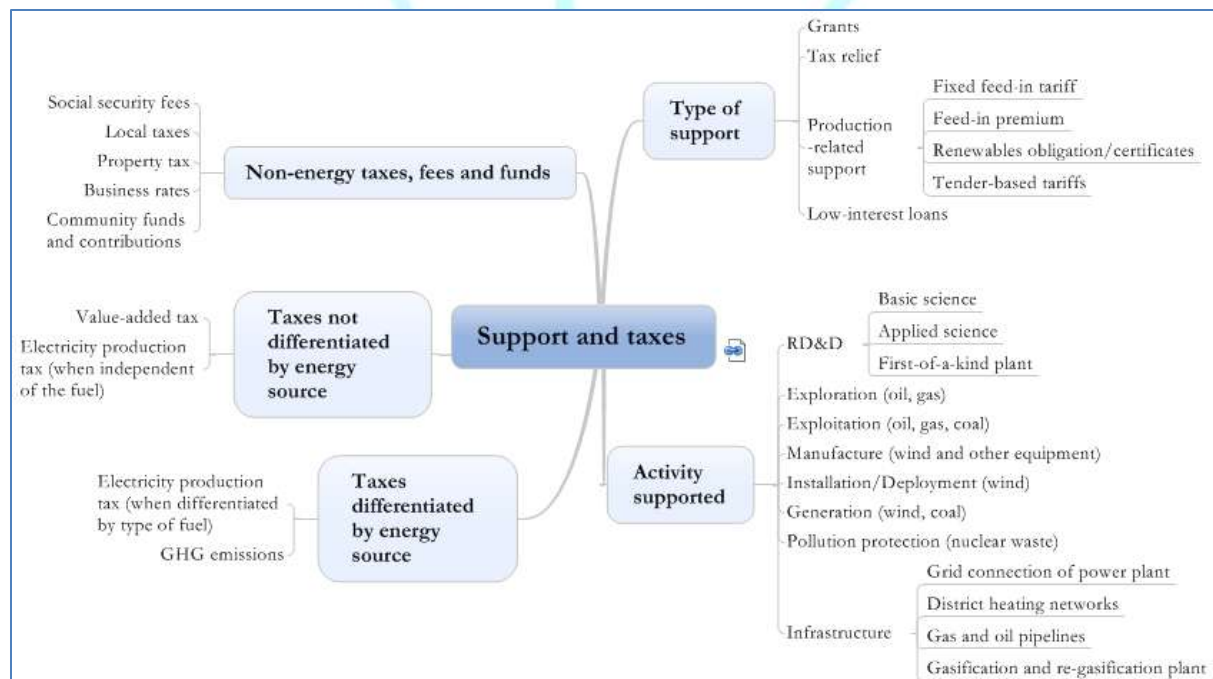 Support and taxes
Type of
support
Grants
Tax relief
Production
-related
support
Fixed feed-in tariff
Feed-in premium
Renewables obligation/certificates
Tender-based tariffs
Low-interest loans
Activity
supported
RD&D
Basic science
Applied science
First-of-a-kind plant
Exploration (oil, gas)
Exploitation (oil, gas, coal)
Manufacture (wind and other equipment)
Installation/Deployment (wind)
Generation (wind, coal)
Pollution protection (nuclear waste)
Infrastructure
Grid connection of power plant
District heating networks
Gas and oil pipelines
Gasification and re-gasification plant
Non-energy taxes, fees and funds
Social security fees
Local taxes
Property tax
Business rates
Community funds
and contributions
Taxes not
differentiated
by energy
source
Value-added tax
Electricity production
tax (when independent
of the fuel)
Taxes
differentiated
by energy
source
Electricity production
tax (when differentiated
by type of fuel)
GHG emissions